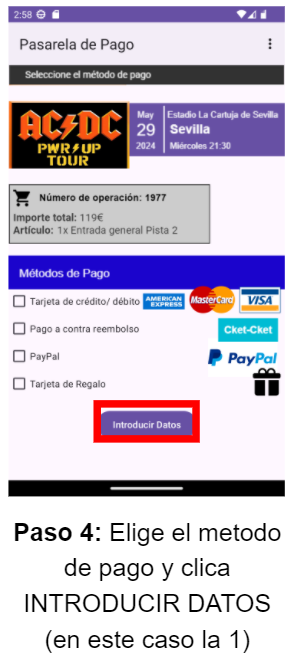 2:58
Pasarela de Pago
Seleccione el método de pago
AC DC
PWR UP
TOUR
May
29
2024
Estadio La Cartuja de Sevilla
Sevilla
Miércoles 21:30
Número de operación: 1977
Importe total: 119€
Artículo: 1x Entrada general Pista 2
Métodos de Pago
Tarjeta de crédito/ débito
AMERICAN
EXPRESS
MasterCard
VISA
Pago a contra reembolso
Cket-Cket
PayPal
PayPal
Tarjeta de Regalo
Introducir Datos
Paso 4: Elige el metodo
de pago y clica
INTRODUCIR DATOS
(en este caso la 1)